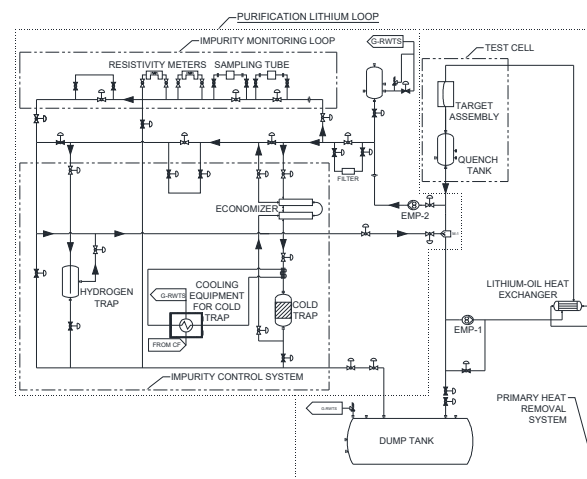 PURIFICATION LITHIUM LOOP
IMPURITY MONITORING LOOP
G-RWTS
TEST CELL
RESISTIVITY METERS SAMPLING TUBE
TARGET
ASSEMBLY
QUENCH
TANK
FILTER
ECONOMIZER
EMP-2
LITHIUM-OIL HEAT
EXCHANGER
HYDROGEN
TRAP
G-RWTS
COOLING
EQUIPMENT
FOR COLD
TRAP
COLD
TRAP
FROM CF
EMP-1
IMPURITY CONTROL SYSTEM
G-RWTS
DUMP TANK
PRIMARY HEAT
REMOVAL
SYSTEM